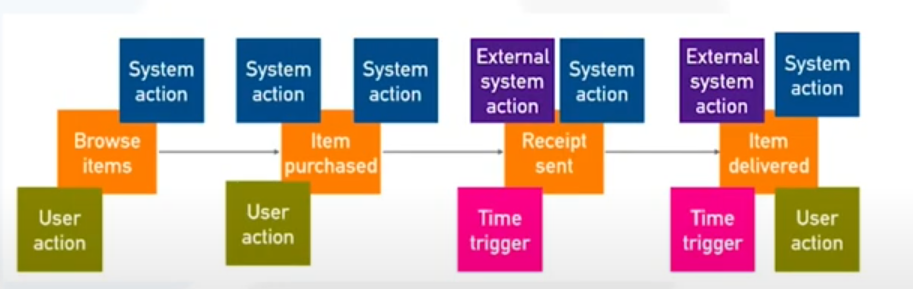 System
action
System
action
System
action
External
system
action
System
action
External
system
action
System
action
Browse
items
Item
purchased
Receipt
sent
Item
delivered
User
action
User
action
Time
trigger
Time
trigger
User
action